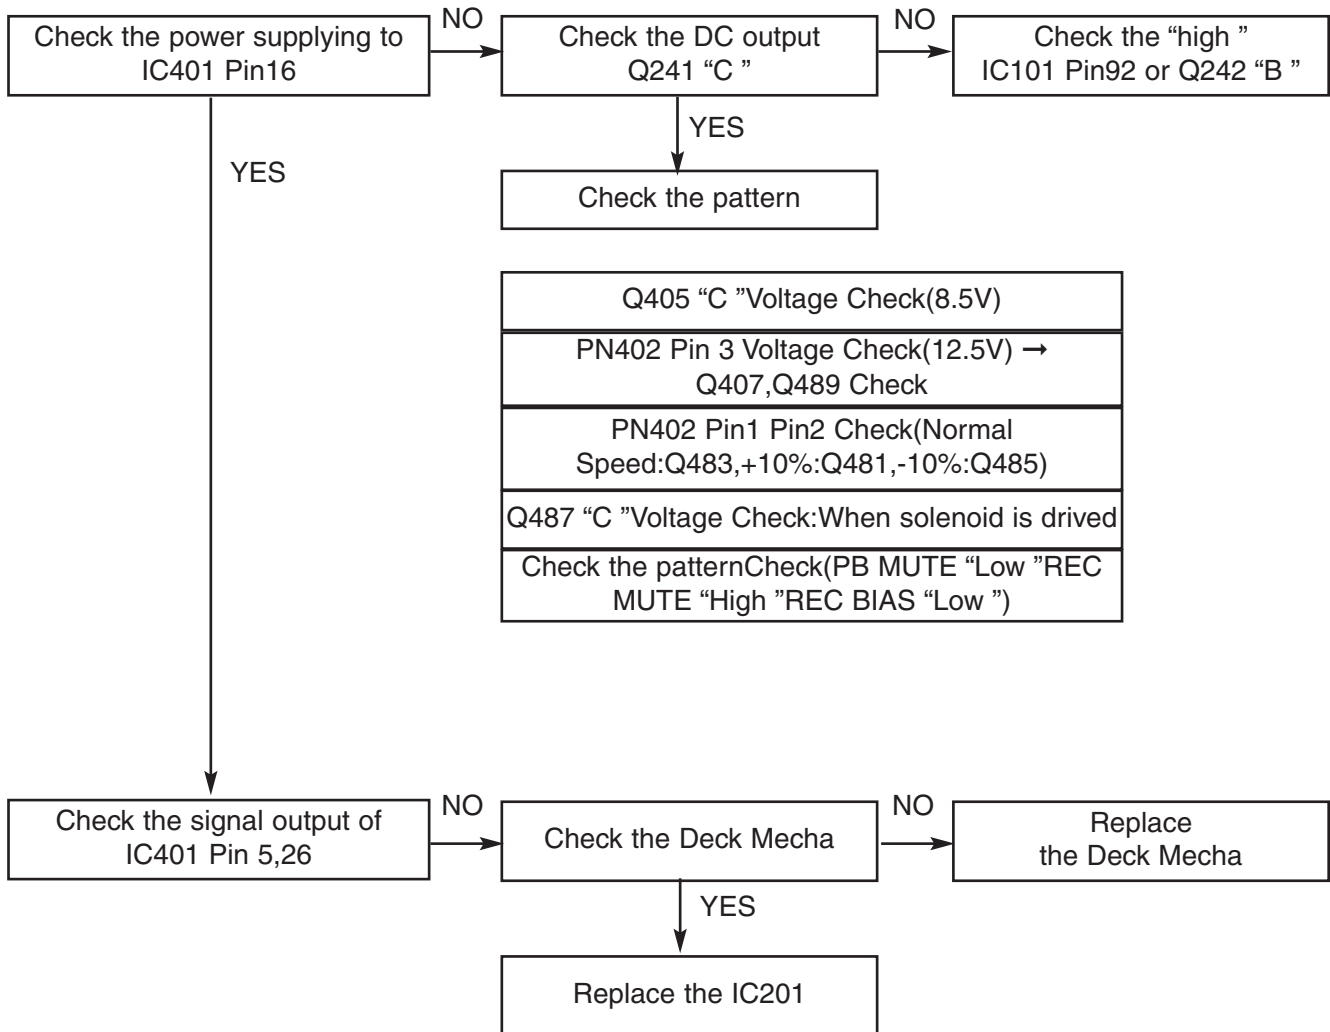 Check the power supplying to
IC401 Pin16
NO
Check the DC output
Q241 “C ”
NO
Check the “high ”
IC101 Pin92 or Q242 “B ”
YES
YES
Check the pattern
Q405 “C ”Voltage Check(8.5V)
PN402 Pin 3 Voltage Check(12.5V) →
Q407,Q489 Check
PN402 Pin1 Pin2 Check(Normal
Speed:Q483,+10%:Q481,-10%:Q485)
Q487 “C ”Voltage Check:When solenoid is drived
Check the patternCheck(PB MUTE “Low ”REC
MUTE “High ”REC BIAS “Low ”)
Check the signal output of
IC401 Pin 5,26
NO
Check the Deck Mecha
NO
Replace
the Deck Mecha
YES
Replace the IC201